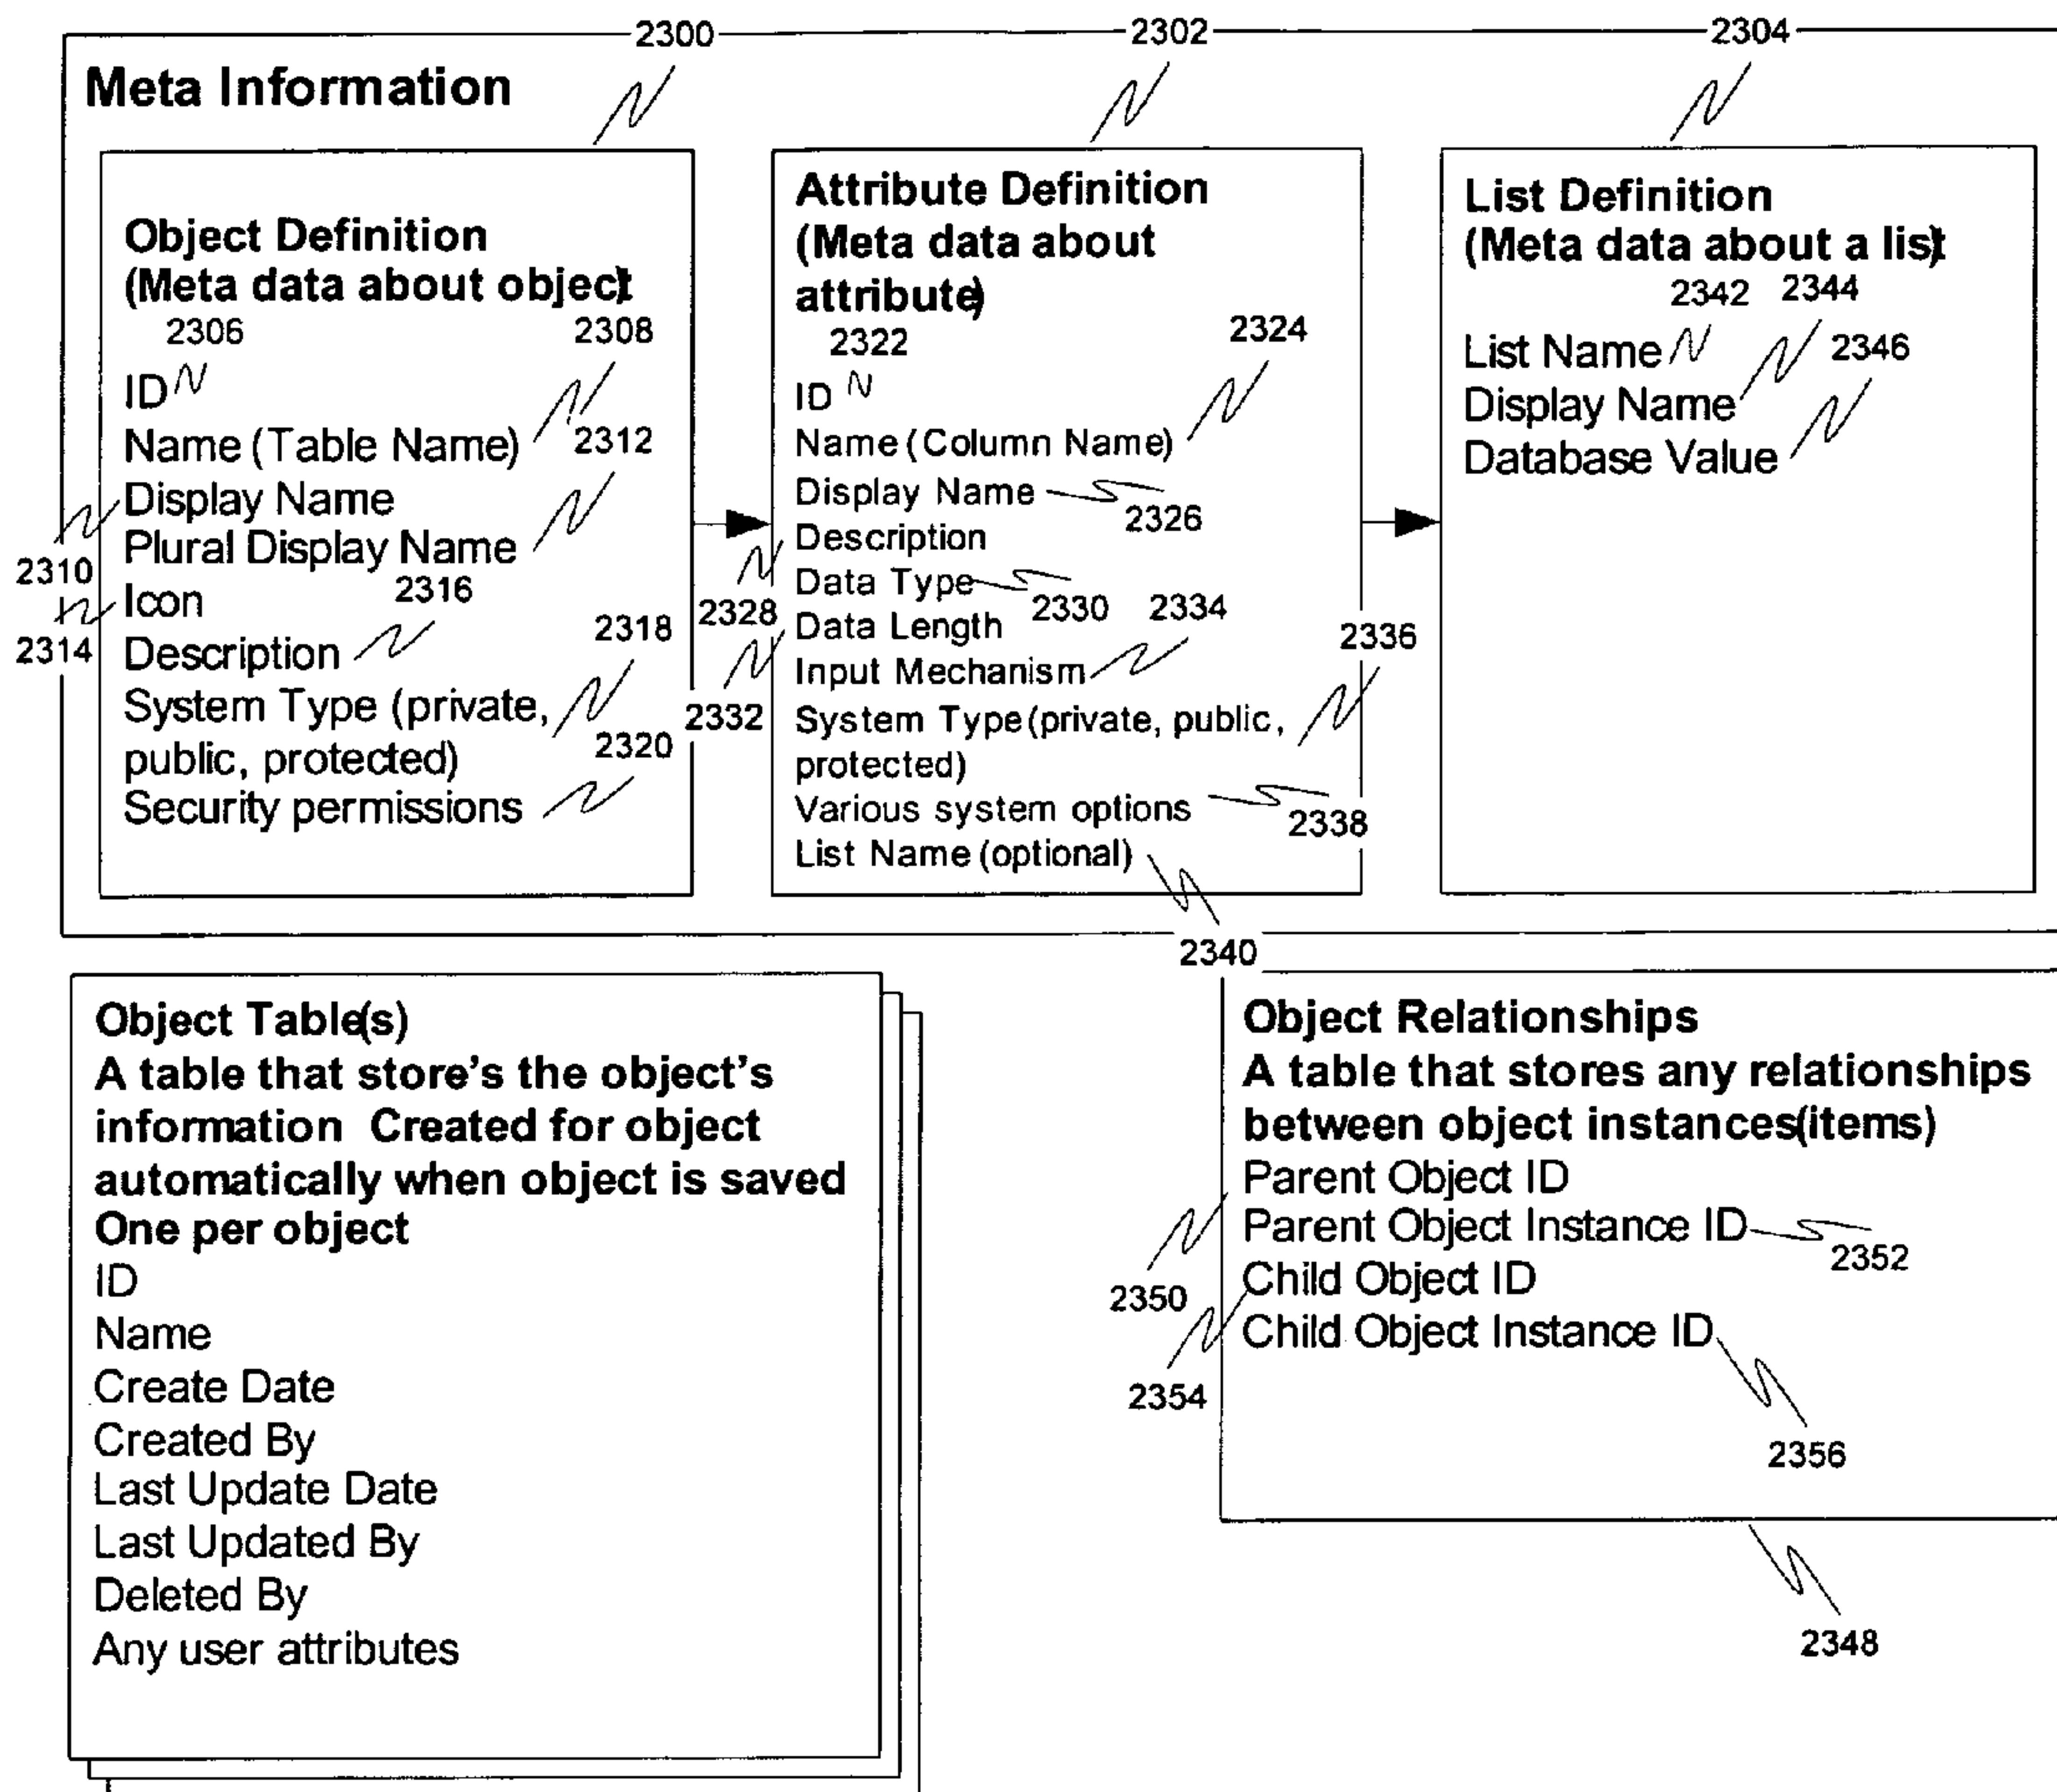 2300
2302
2304
Meta Information
Object Definition
(Meta data about object)
2306
2308
ID
Name (Table Name)
2312
Display Name
2310
Plural Display Name
2316
Icon
2314
2318
Description
System Type (private,
public, protected)
2320
Security permissions
Attribute Definition
(Meta data about
attribute)
2322
2324
ID
Name (Column Name)
Display Name
2326
Description
2328
Data Type
2330
2334
Data Length
2332
2336
Input Mechanism
System Type (private, public,
protected)
Various system options
2338
List Name (optional)
2340
List Definition
(Meta data about a list)
2342
2344
List Name
2346
Display Name
Database Value
Object Table(s)
A table that store's the object's
information Created for object
automatically when object is saved
One per object
ID
Name
Create Date
Created By
Last Update Date
Last Updated By
Deleted By
Any user attributes
Object Relationships
A table that stores any relationships
between object instances(items)
Parent Object ID
2350
Parent Object Instance ID
2352
Child Object ID
2354
Child Object Instance ID
2356
2348